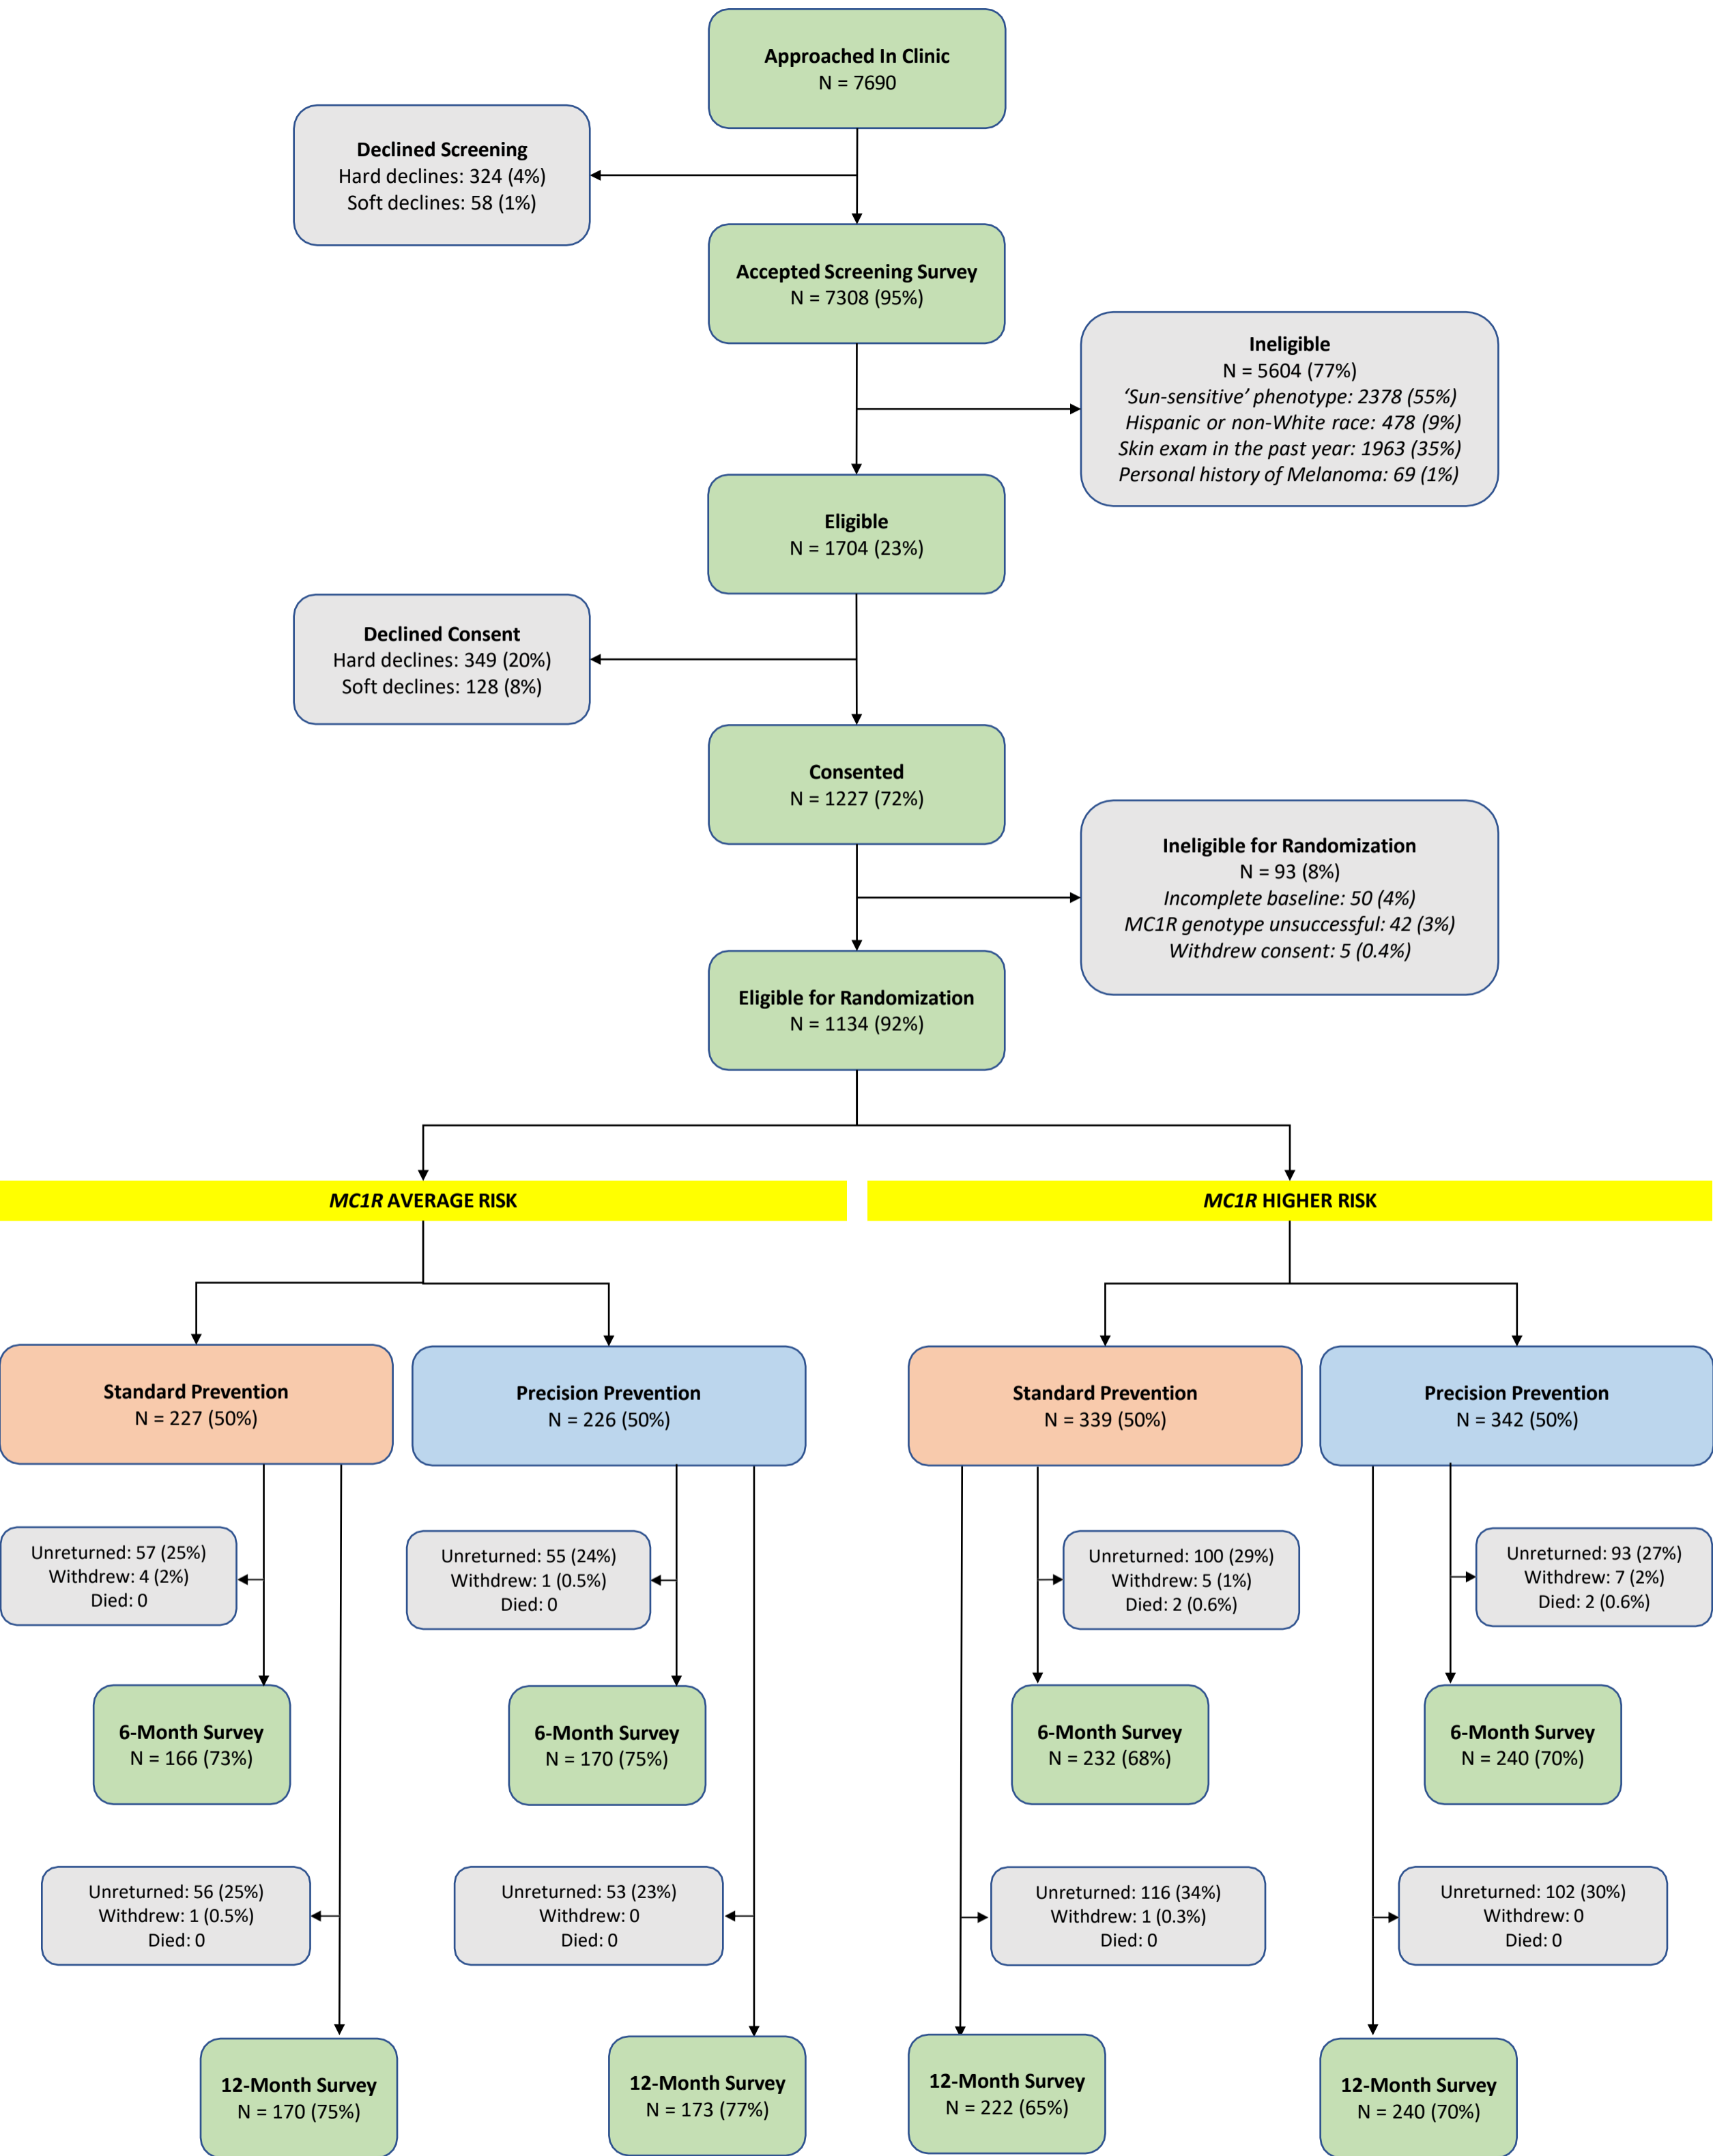 Approached In Clinic
N = 7690
Declined Screening
Hard declines: 324 (4%)
Soft declines: 58 (1%)
Accepted Screening Survey
N = 7308 (95%)
Ineligible
N = 5604 (77%)
‘Sun-sensitive’ phenotype: 2378 (55%)
Hispanic or non-White race: 478 (9%)
Skin exam in the past year: 1963 (35%)
Personal history of Melanoma: 69 (1%)
Eligible
N = 1704 (23%)
Declined Consent
Hard declines: 349 (20%)
Soft declines: 128 (8%)
Consented
N = 1227 (72%)
Ineligible for Randomization
N = 93 (8%)
Incomplete baseline: 50 (4%)
MC1R genotype unsuccessful: 42 (3%)
Withdrew consent: 5 (0.4%)
Eligible for Randomization
N = 1134 (92%)
MC1R AVERAGE RISK
MC1R HIGHER RISK
Standard Prevention
N = 227 (50%)
Precision Prevention
N = 226 (50%)
Standard Prevention
N = 339 (50%)
Precision Prevention
N = 342 (50%)
Unreturned: 57 (25%)
Withdrew: 4 (2%)
Died: 0
Unreturned: 55 (24%)
Withdrew: 1 (0.5%)
Died: 0
Unreturned: 100 (29%)
Withdrew: 5 (1%)
Died: 2 (0.6%)
Unreturned: 93 (27%)
Withdrew: 7 (2%)
Died: 2 (0.6%)
6-Month Survey
N = 166 (73%)
6-Month Survey
N = 170 (75%)
6-Month Survey
N = 232 (68%)
6-Month Survey
N = 240 (70%)
Unreturned: 56 (25%)
Withdrew: 1 (0.5%)
Died: 0
Unreturned: 53 (23%)
Withdrew: 0
Died: 0
Unreturned: 116 (34%)
Withdrew: 1 (0.3%)
Died: 0
Unreturned: 102 (30%)
Withdrew: 0
Died: 0
12-Month Survey
N = 170 (75%)
12-Month Survey
N = 173 (77%)
12-Month Survey
N = 222 (65%)
12-Month Survey
N = 240 (70%)